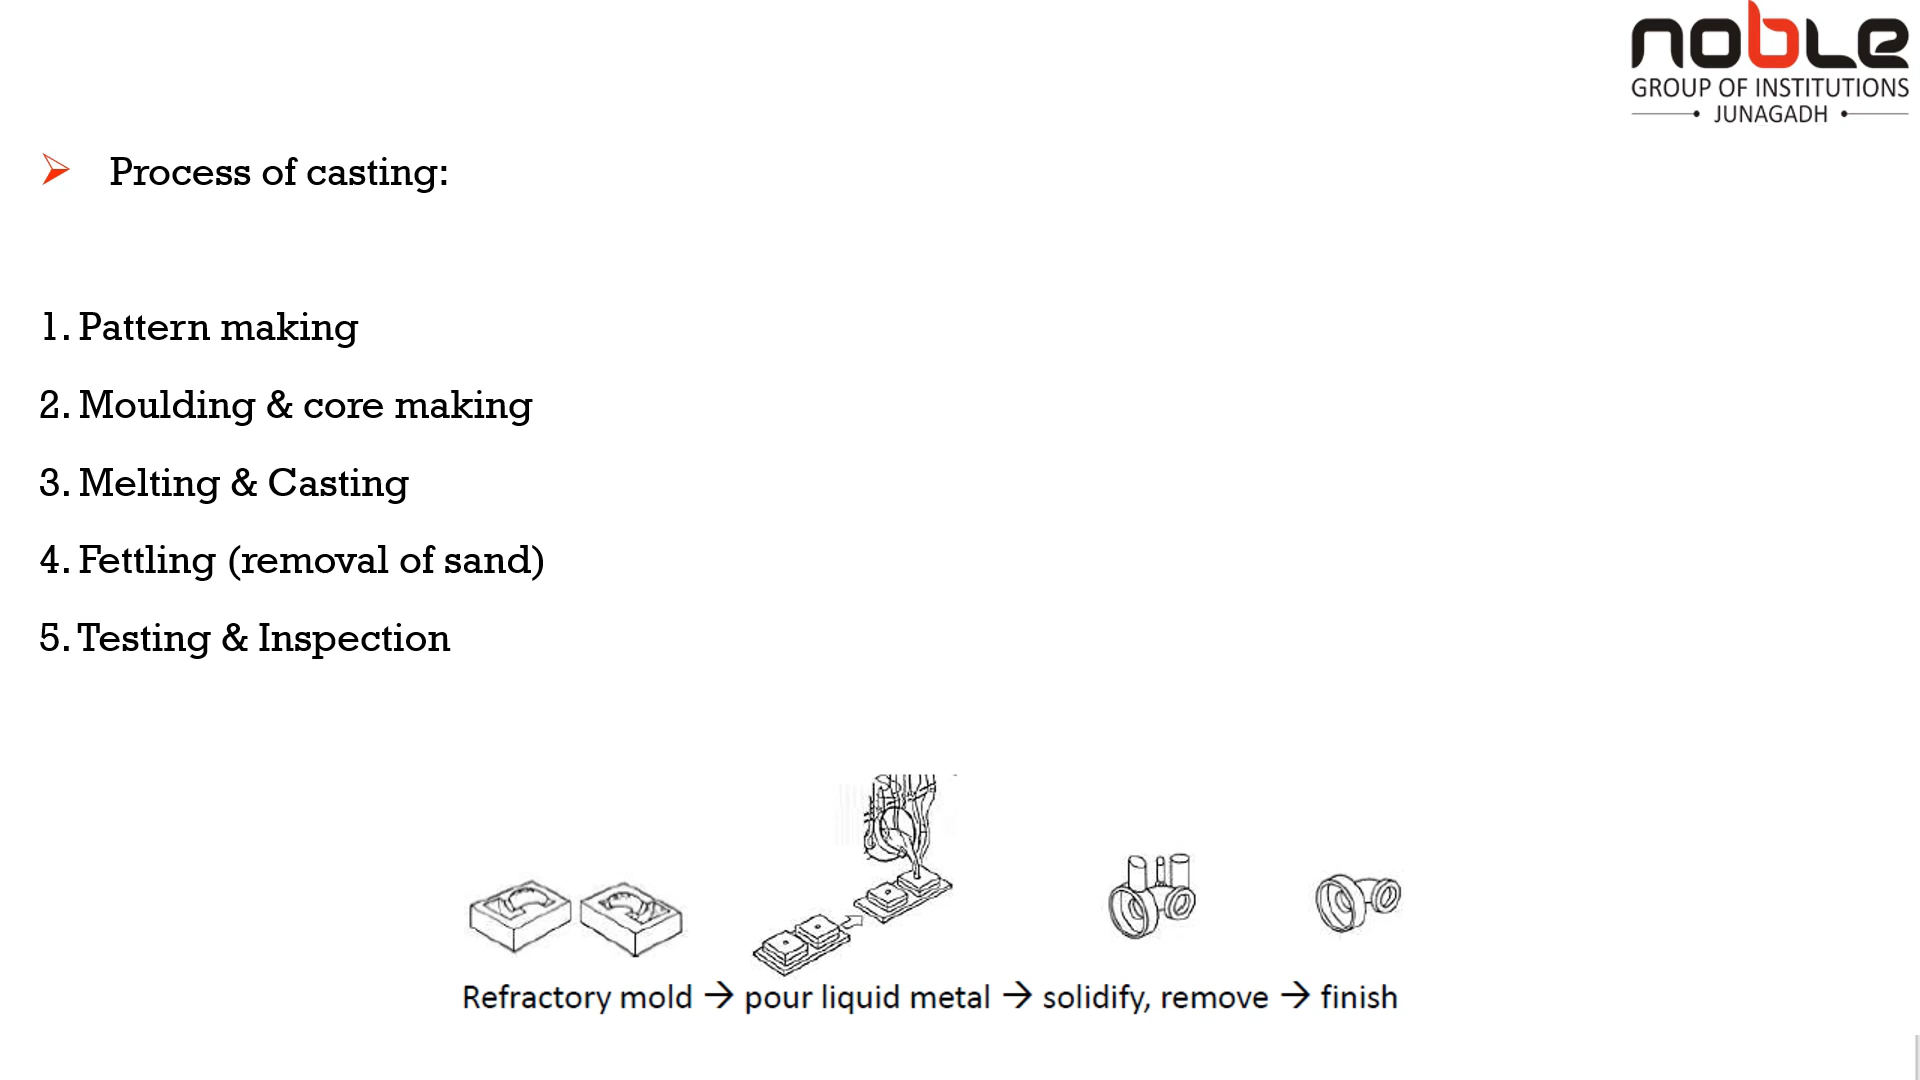 noble
GROUP OF INSTITUTIONS
JUNAGADH
Process of casting:
1. Pattern making
2. Moulding & core making
3. Melting & Casting
4. Fettling (removal of sand)
5. Testing & Inspection
Refractory mold → pour liquid metal → solidify, remove → finish